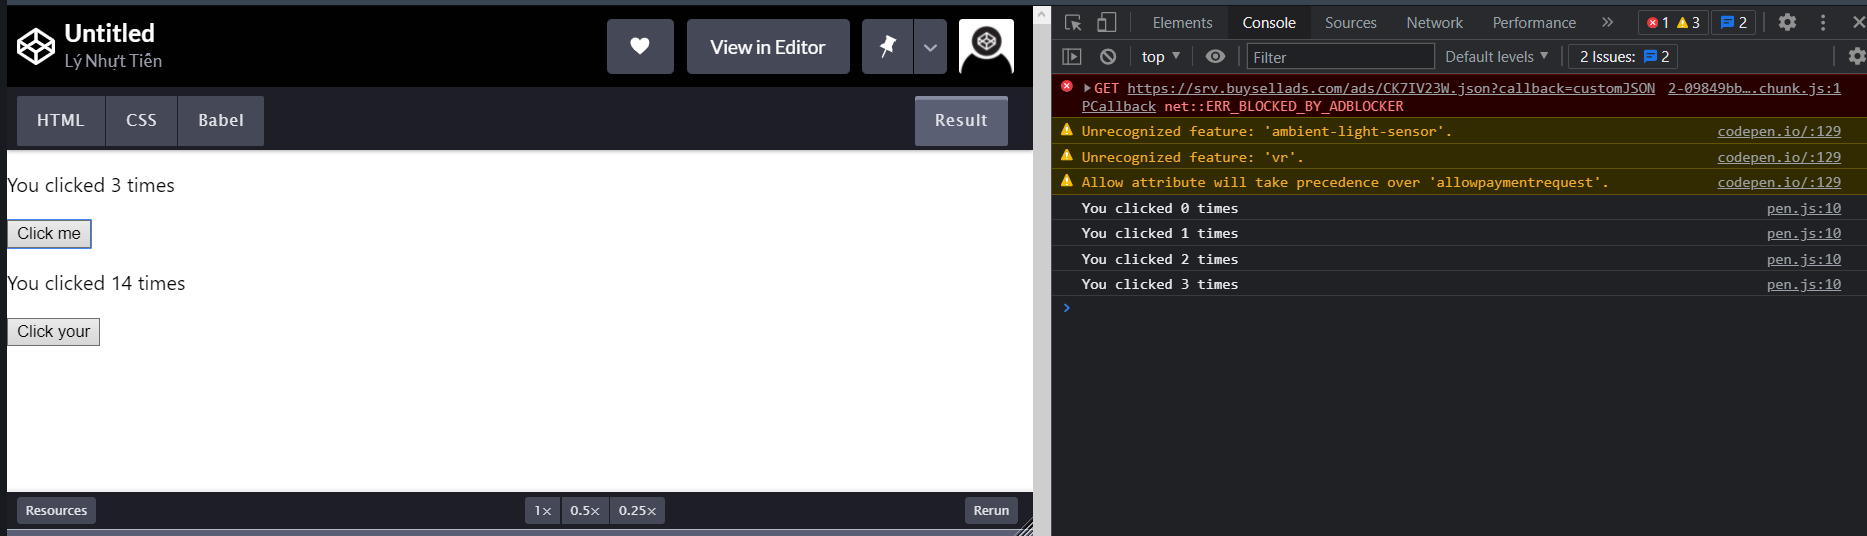 Untitled
Lý Nhựt Tiễn
View in Editor
HTML CSS Babel
Result
You clicked 3 times
Click me
You clicked 14 times
Click your
Resources
1× 0.5× 0.25×
Rerun
Elements Console Sources Network Performance » 1 3 2
top Filter Default levels 2 Issues: 2
GET https://srv.buysellads.com/ads/CK7IV23W.json?callback=customJSON 2-09849bb….chunk.js:1
PCallback net::ERR_BLOCKED_BY_ADBLOCKER
Unrecognized feature: 'ambient-light-sensor'. codepen.io/:129
Unrecognized feature: 'vr'. codepen.io/:129
Allow attribute will take precedence over 'allowpaymentrequest'. codepen.io/:129
You clicked 0 times pen.js:10
You clicked 1 times pen.js:10
You clicked 2 times pen.js:10
You clicked 3 times pen.js:10